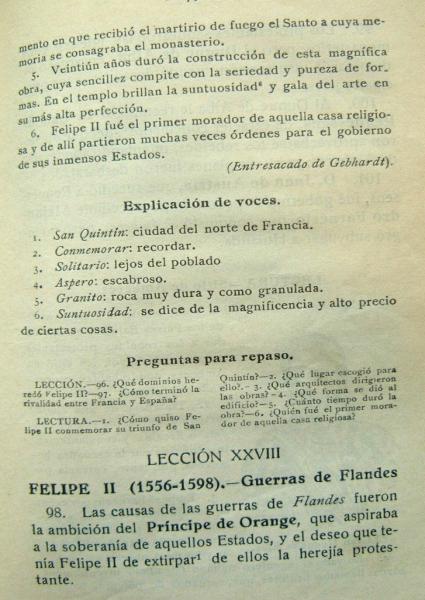 mento en que recibió el martirio de fuego el Santo a cuya me-
moria se consagraba el monasterio.
5. Veintiún años duró la construcción de esta magnífica
obra, cuya sencillez compite con la seriedad y pureza de for-
mas. En el templo brillan la suntuosidad⁶ y gala del arte en
su más alta perfección.
6. Felipe II fué el primer morador de aquella casa religio-
sa y de allí partieron muchas veces órdenes para el gobierno
de sus inmensos Estados.
(Entresacado de Gebhardt).
Explicación de voces.
1. San Quintín: ciudad del norte de Francia.
2. Conmemorar: recordar.
3. Solitario: lejos del poblado
4. Aspero: escabroso.
5. Granito: roca muy dura y como granulada.
6. Suntuosidad: se dice de la magnificencia y alto precio
de ciertas cosas.
Preguntas para repaso.
LECCIÓN.—96. ¿Qué dominios he-
redó Felipe II?—97. ¿Cómo terminó la
rivalidad entre Francia y España?
LECTURA.—1. ¿Cómo quiso Fe-
lipe II conmemorar su triunfo de San
Quintín?—2. ¿Qué lugar escogió para
ello?.—3. ¿Qué arquitectos dirigieron
las obras?—4. ¿Qué forma se dió al
edificio?—5. ¿Cuánto tiempo duró la
obra?—6. ¿Quién fué el primer mora-
dor de aquella casa religiosa?
LECCIÓN XXVIII
FELIPE II (1556-1598).—Guerras de Flandes
98. Las causas de las guerras de Flandes fueron
la ambición del Príncipe de Orange, que aspiraba
a la soberanía de aquellos Estados, y el deseo que te-
nía Felipe II de extirpar¹ de ellos la herejía protes-
tante.